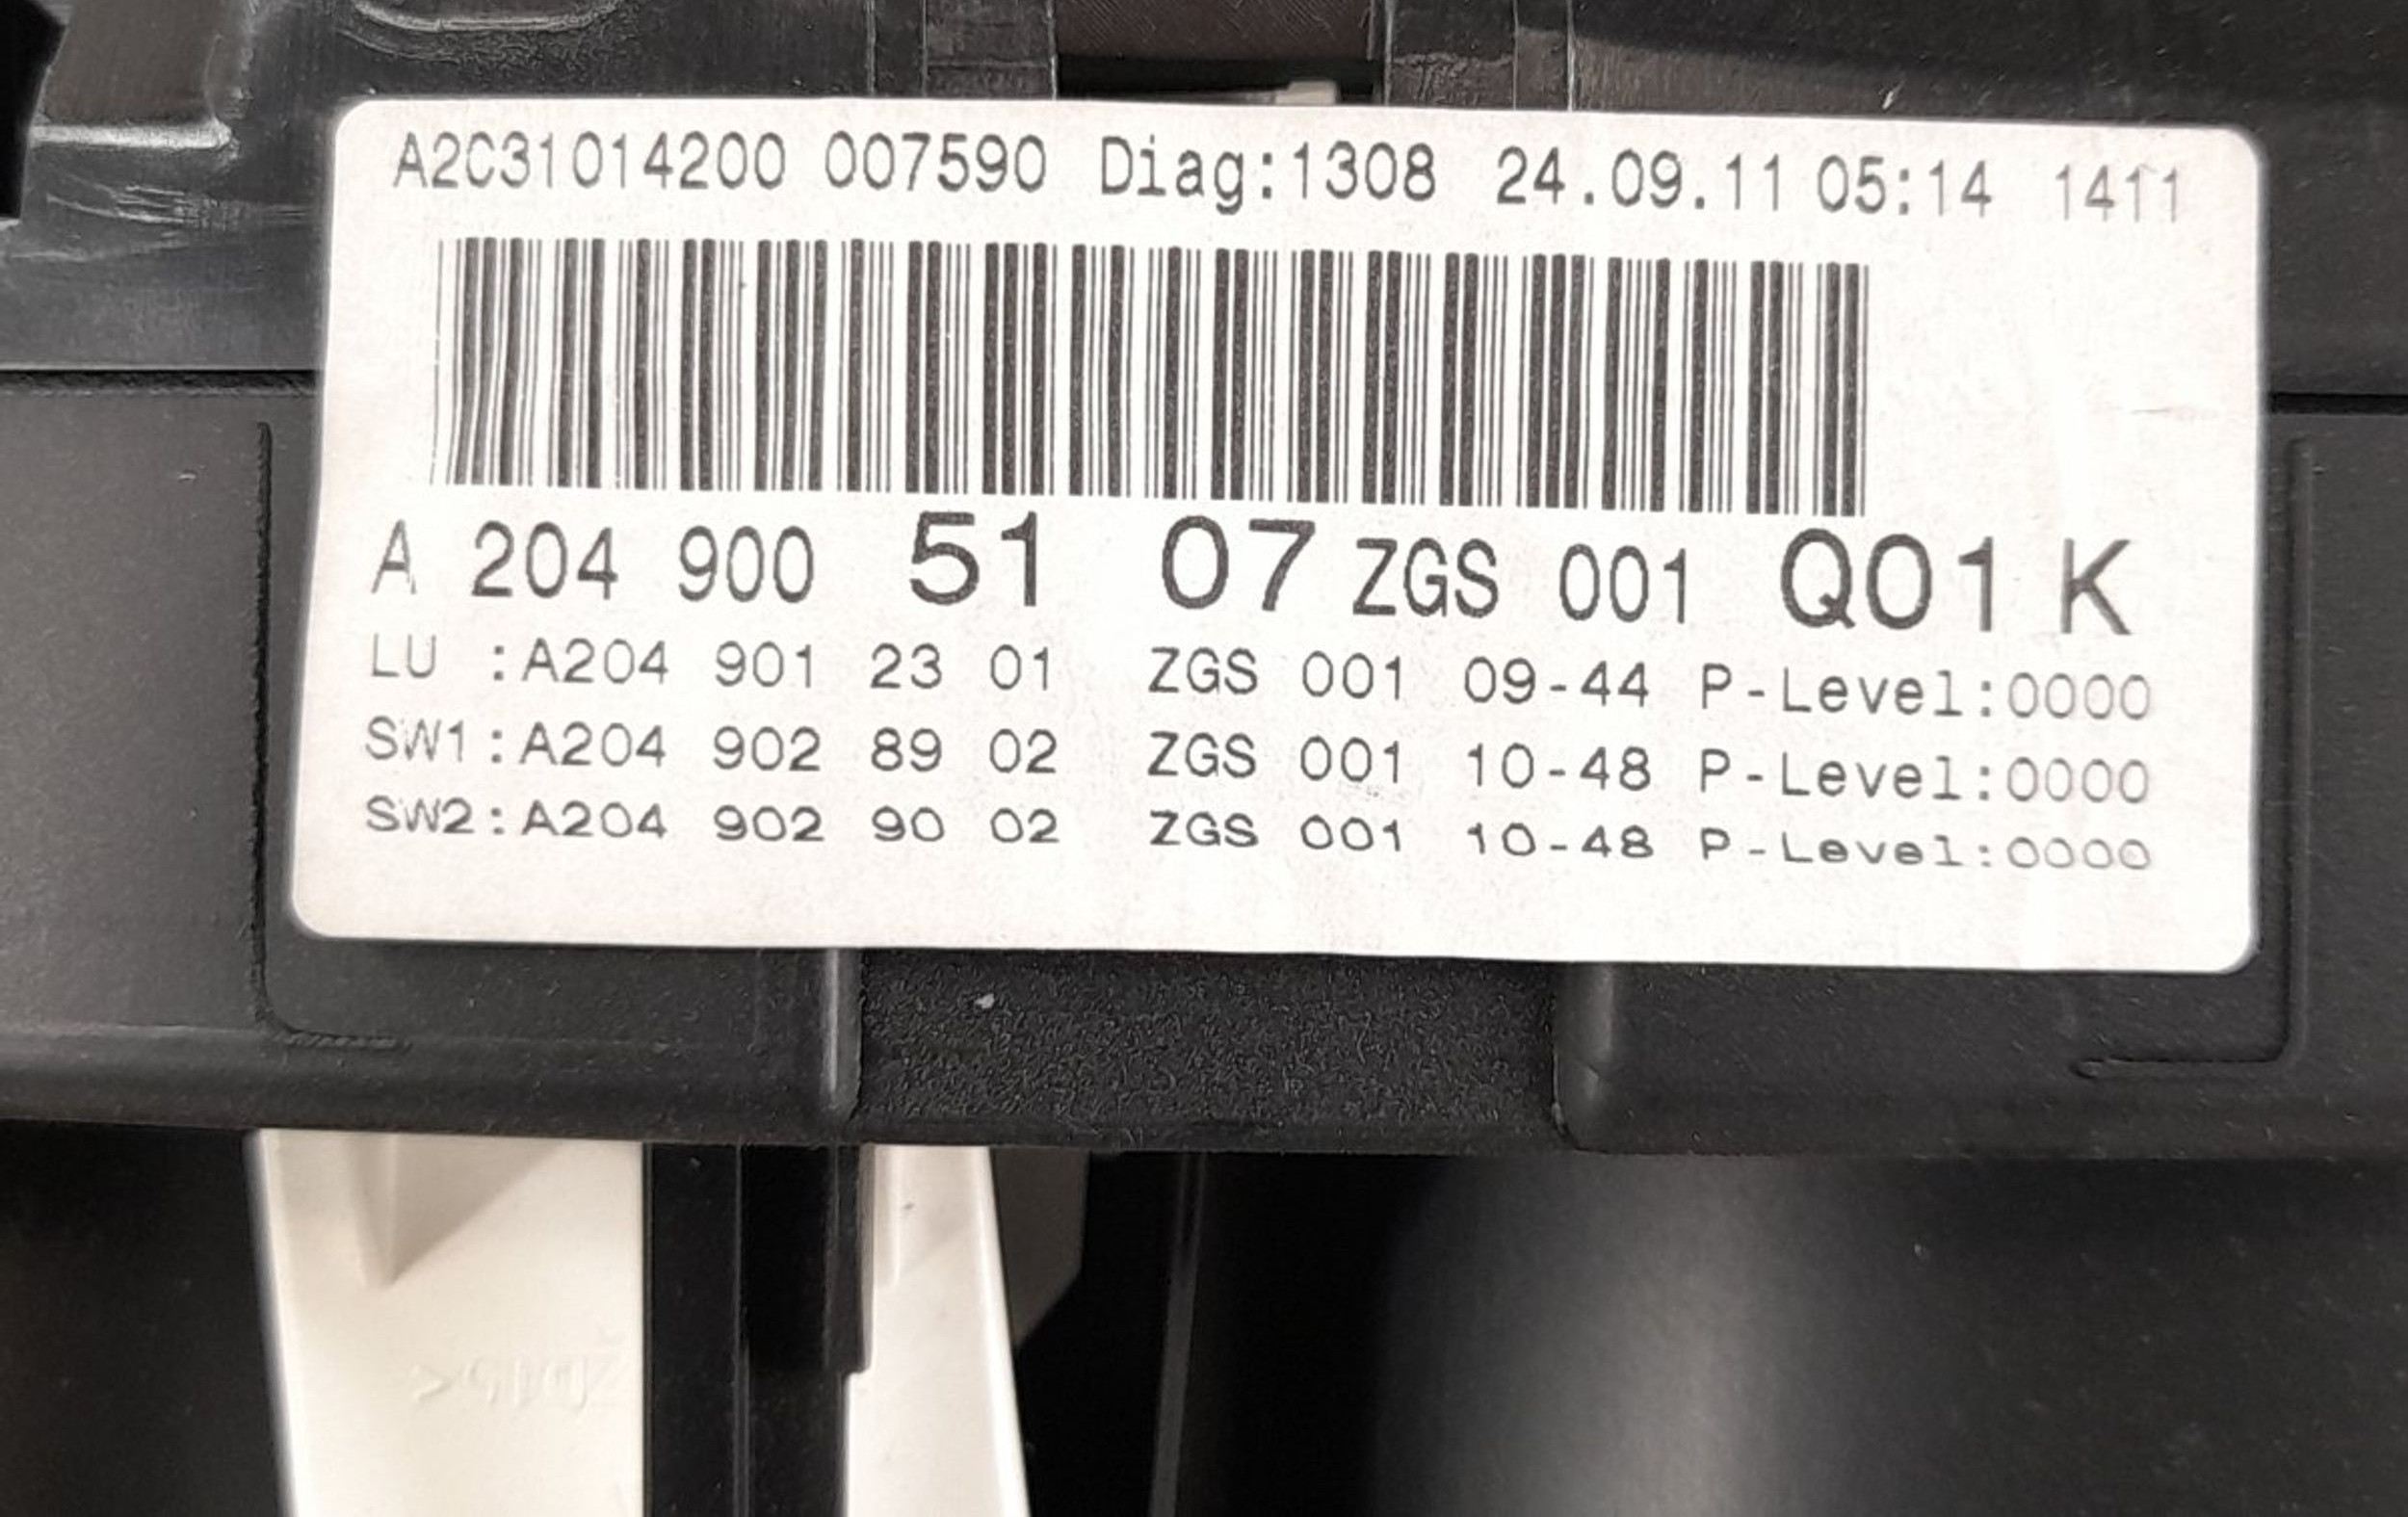 A2C31014200 007590 Diag:1308 24.09.11 05:14 1411
A 204 900 51 07 ZGS 001 Q01 K
LU :A204 901 23 01 ZGS 001 09-44 P-Level:0000
SW1:A204 902 89 02 ZGS 001 10-48 P-Level:0000
SW2:A204 902 90 02 ZGS 001 10-48 P-Level:0000